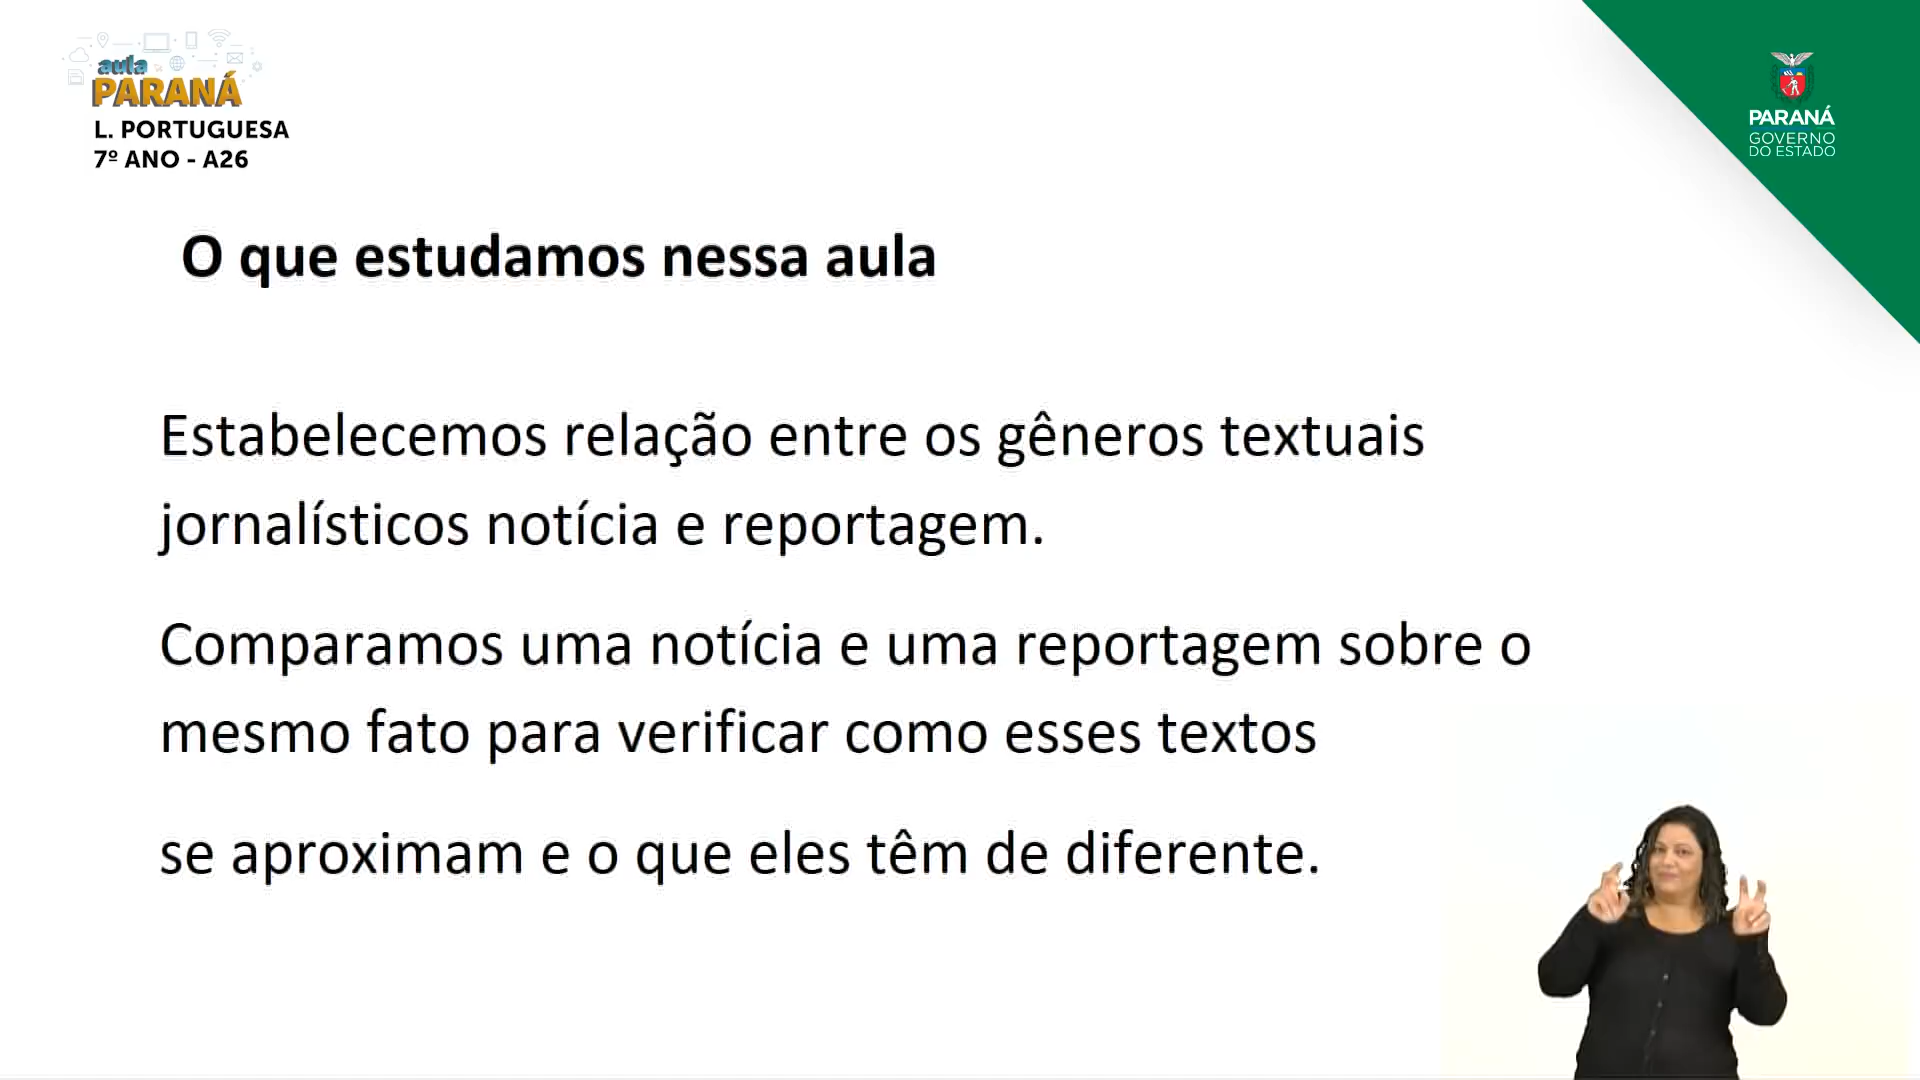 aula
PARANÁ
L. PORTUGUESA
7º ANO - A26
PARANÁ
GOVERNO
DO ESTADO
O que estudamos nessa aula
Estabelecemos relação entre os gêneros textuais
jornalísticos notícia e reportagem.
Comparamos uma notícia e uma reportagem sobre o
mesmo fato para verificar como esses textos
se aproximam e o que eles têm de diferente.